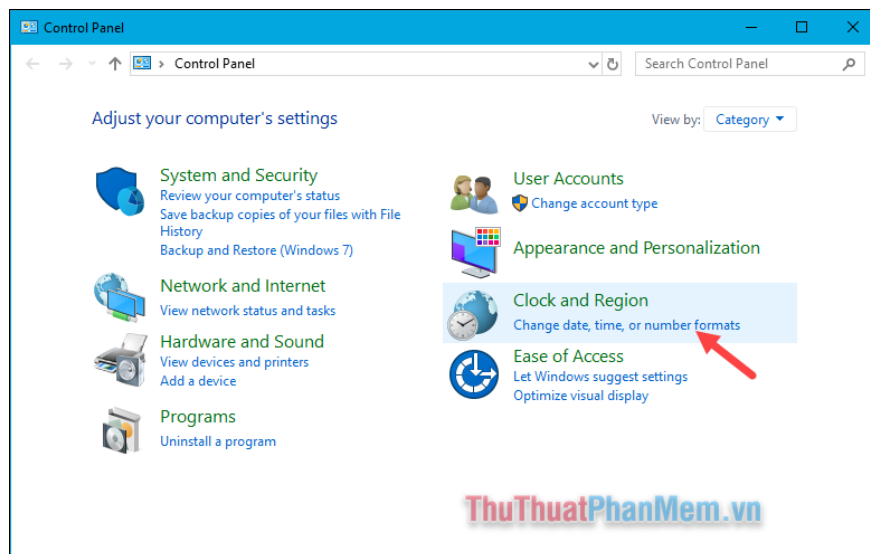 Control Panel
Control Panel
Search Control Panel
Adjust your computer's settings
View by:
Category
System and Security
Review your computer's status
Save backup copies of your files with File
History
Backup and Restore (Windows 7)
Network and Internet
View network status and tasks
Hardware and Sound
View devices and printers
Add a device
Programs
Uninstall a program
User Accounts
Change account type
Appearance and Personalization
Clock and Region
Change date, time, or number formats
Ease of Access
Let Windows suggest settings
Optimize visual display
ThuThuatPhanMem.vn